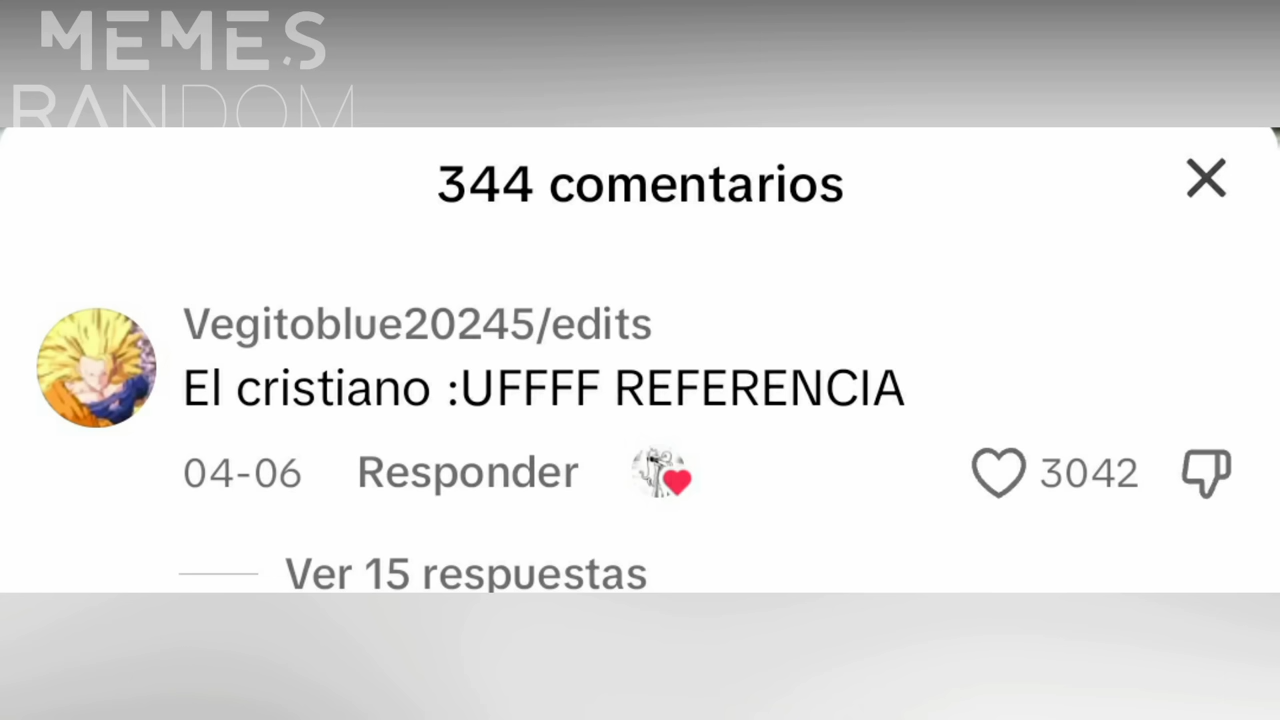 MEMES
RANDOM
344 comentarios
Vegitoblue20245/edits
El cristiano :UFFFF REFERENCIA
04-06 Responder 3042
Ver 15 respuestas